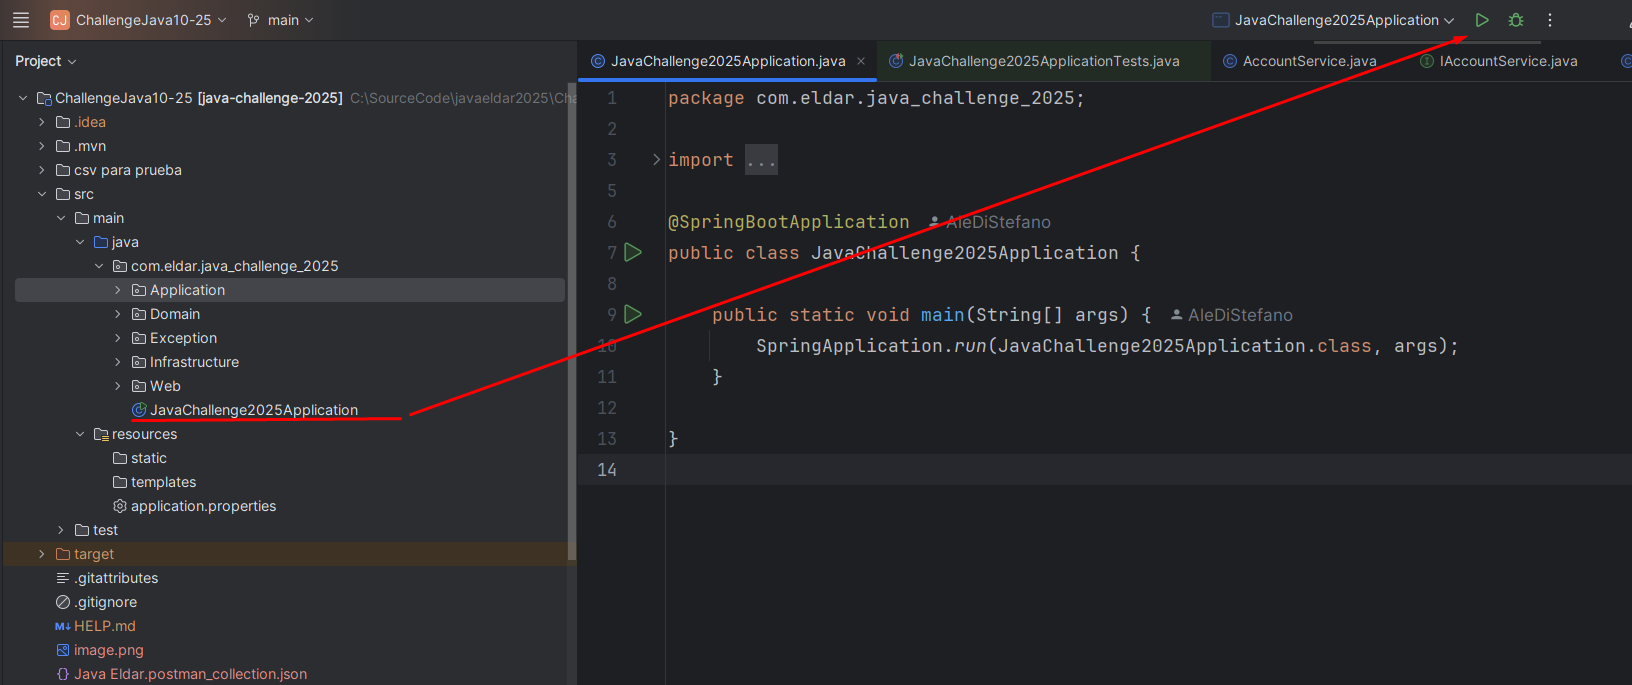 CJ ChallengeJava10-25 main JavaChallenge2025Application
Project
ChallengeJava10-25 [java-challenge-2025] C:\SourceCode\javaeldar2025\Cha
.idea
.mvn
csv para prueba
src
main
java
com.eldar.java_challenge_2025
Application
Domain
Exception
Infrastructure
Web
JavaChallenge2025Application
resources
static
templates
application.properties
test
target
.gitattributes
.gitignore
M↓ HELP.md
image.png
{} Java Eldar.postman_collection.json
JavaChallenge2025Application.java × JavaChallenge2025ApplicationTests.java AccountService.java IAccountService.java
1 package com.eldar.java_challenge_2025;
2
3 import ...
5
6 @SpringBootApplication AleDiStefano
7 public class JavaChallenge2025Application {
8
9 public static void main(String[] args) { AleDiStefano
10 SpringApplication.run(JavaChallenge2025Application.class, args);
11 }
12
13 }
14